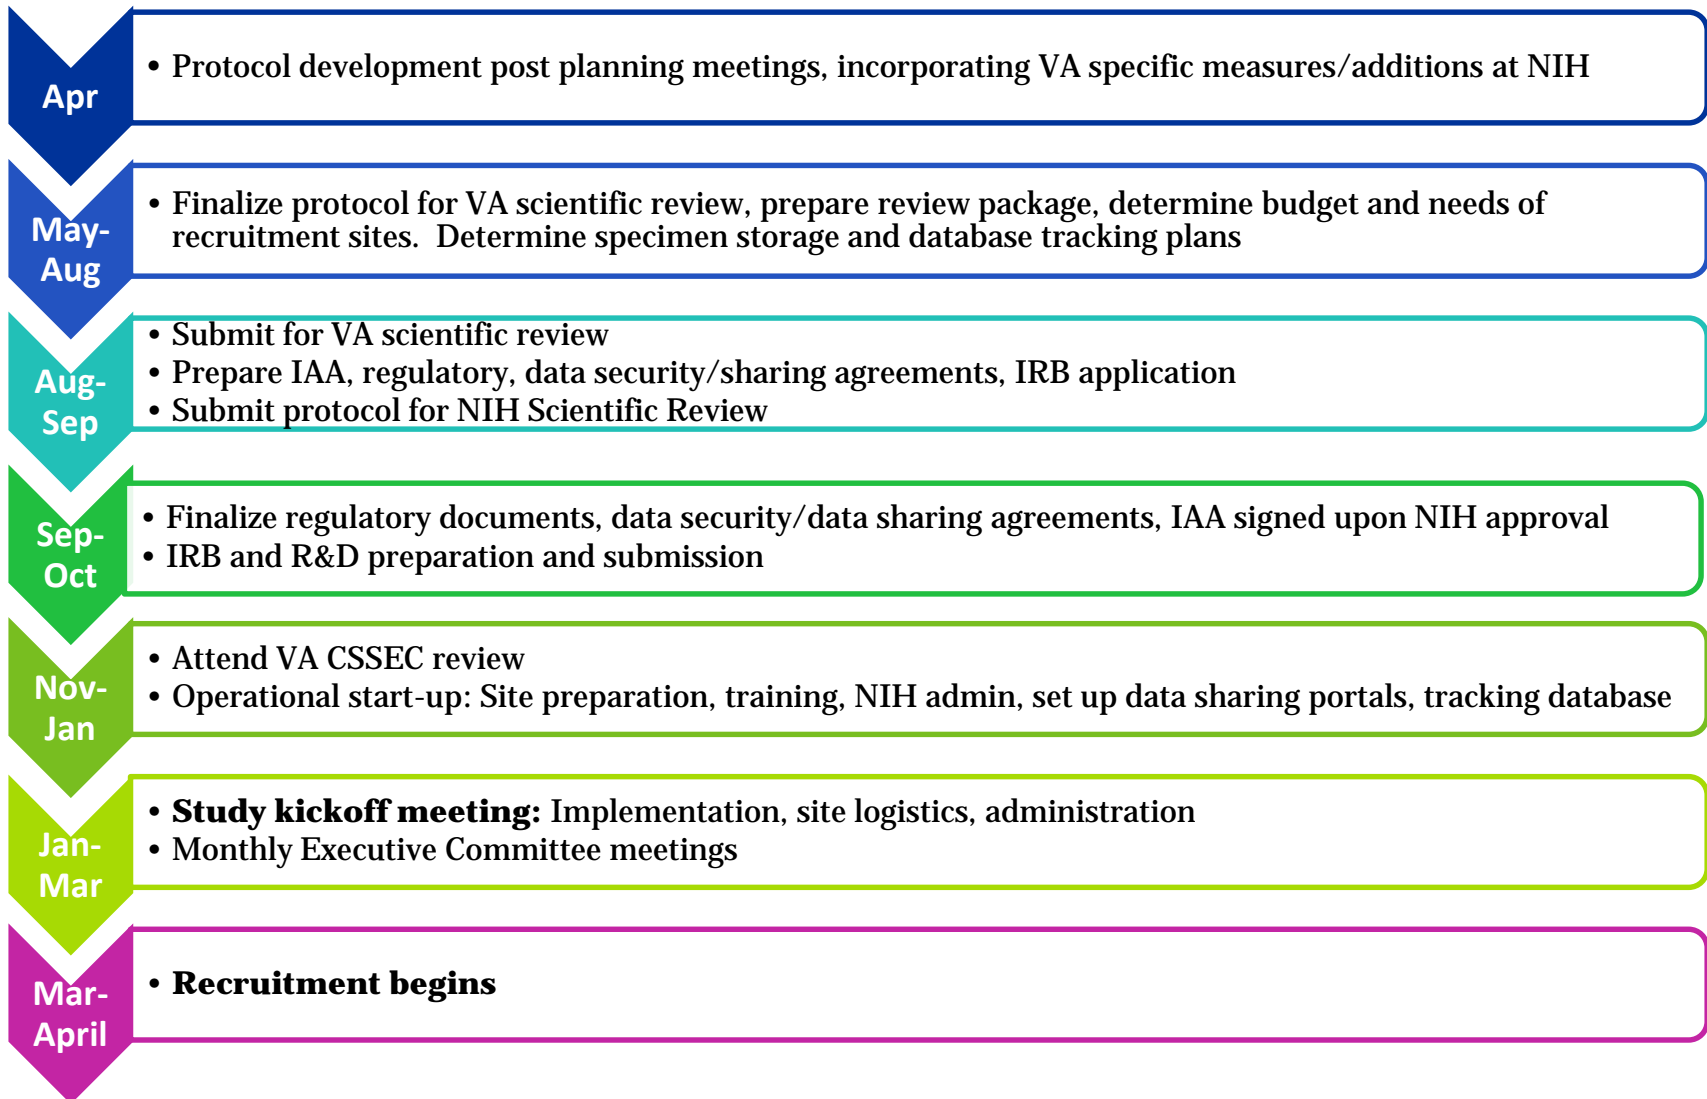 Apr
• Protocol development post planning meetings, incorporating VA specific measures/additions at NIH
May-
Aug
• Finalize protocol for VA scientific review, prepare review package, determine budget and needs of
recruitment sites.  Determine specimen storage and database tracking plans
Aug-
Sep
• Submit for VA scientific review
• Prepare IAA, regulatory, data security/sharing agreements, IRB application
• Submit protocol for NIH Scientific Review
Sep-
Oct
• Finalize regulatory documents, data security/data sharing agreements, IAA signed upon NIH approval
• IRB and R&D preparation and submission
Nov-
Jan
• Attend VA CSSEC review
• Operational start-up: Site preparation, training, NIH admin, set up data sharing portals, tracking database
Jan-
Mar
• Study kickoff meeting: Implementation, site logistics, administration
• Monthly Executive Committee meetings
Mar-
April
• Recruitment begins